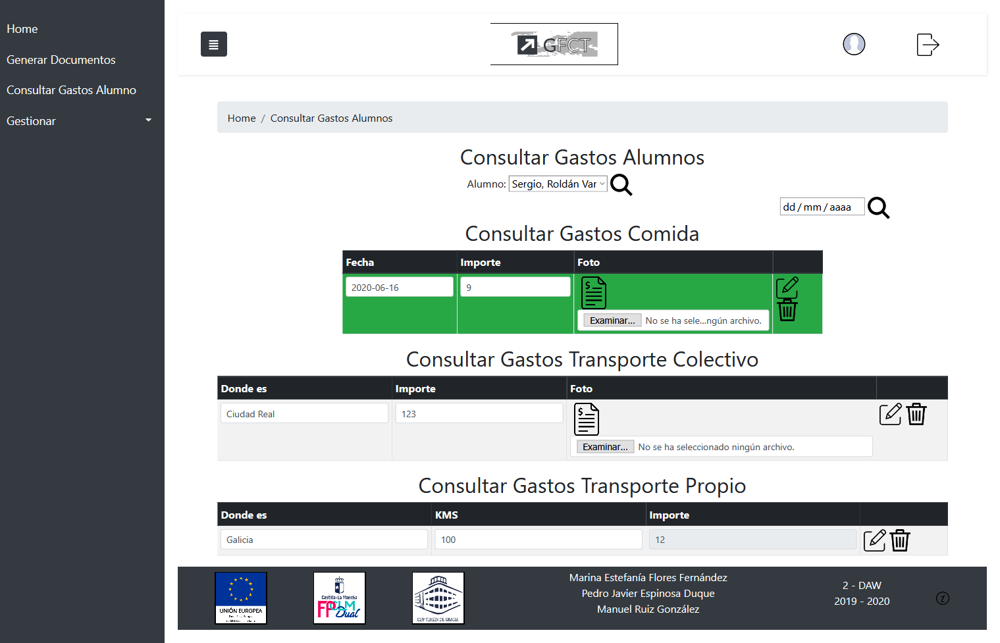 Home
Generar Documentos
Consultar Gastos Alumno
Gestionar
GFCT
Home / Consultar Gastos Alumnos
Consultar Gastos Alumnos
Alumno: Sergio, Roldán Var
dd / mm / aaaa
Consultar Gastos Comida
Fecha Importe Foto
2020-06-16 9
Examinar... No se ha sele...ngún archivo.
Consultar Gastos Transporte Colectivo
Donde es Importe Foto
Ciudad Real 123
Examinar... No se ha seleccionado ningún archivo.
Consultar Gastos Transporte Propio
Donde es KMS Importe
Galicia 100 12
UNIÓN EUROPEA
Castilla-La Mancha
FPCLM
Dual
CIFP VIRGEN DE GRACIA
Marina Estefanía Flores Fernández
Pedro Javier Espinosa Duque
Manuel Ruiz González
2 - DAW
2019 - 2020